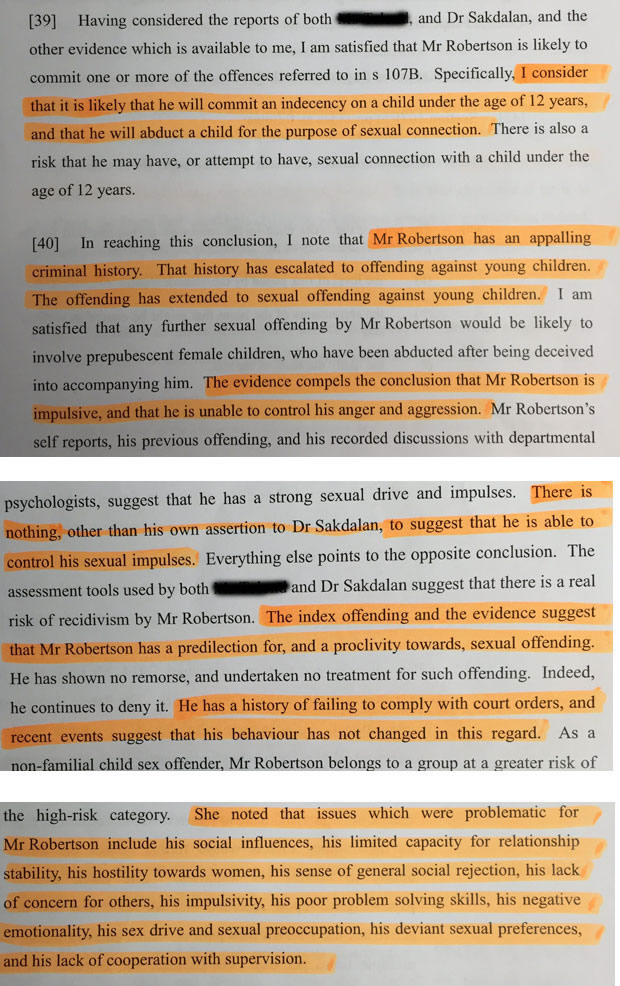 [39] Having considered the reports of both , and Dr Sakdalan, and the
other evidence which is available to me, I am satisfied that Mr Robertson is likely to
commit one or more of the offences referred to in s 107B. Specifically, I consider
that it is likely that he will commit an indecency on a child under the age of 12 years,
and that he will abduct a child for the purpose of sexual connection. There is also a
risk that he may have, or attempt to have, sexual connection with a child under the
age of 12 years.
[40] In reaching this conclusion, I note that Mr Robertson has an appalling
criminal history. That history has escalated to offending against young children.
The offending has extended to sexual offending against young children. I am
satisfied that any further sexual offending by Mr Robertson would be likely to
involve prepubescent female children, who have been abducted after being deceived
into accompanying him. The evidence compels the conclusion that Mr Robertson is
impulsive, and that he is unable to control his anger and aggression. Mr Robertson's
self reports, his previous offending, and his recorded discussions with departmental
psychologists, suggest that he has a strong sexual drive and impulses. There is
nothing, other than his own assertion to Dr Sakdalan, to suggest that he is able to
control his sexual impulses. Everything else points to the opposite conclusion. The
assessment tools used by both and Dr Sakdalan suggest that there is a real
risk of recidivism by Mr Robertson. The index offending and the evidence suggest
that Mr Robertson has a predilection for, and a proclivity towards, sexual offending.
He has shown no remorse, and undertaken no treatment for such offending. Indeed,
he continues to deny it. He has a history of failing to comply with court orders, and
recent events suggest that his behaviour has not changed in this regard. As a
non-familial child sex offender, Mr Robertson belongs to a group at a greater risk of
the high-risk category. She noted that issues which were problematic for
Mr Robertson include his social influences, his limited capacity for relationship
stability, his hostility towards women, his sense of general social rejection, his lack
of concern for others, his impulsivity, his poor problem solving skills, his negative
emotionality, his sex drive and sexual preoccupation, his deviant sexual preferences,
and his lack of cooperation with supervision.